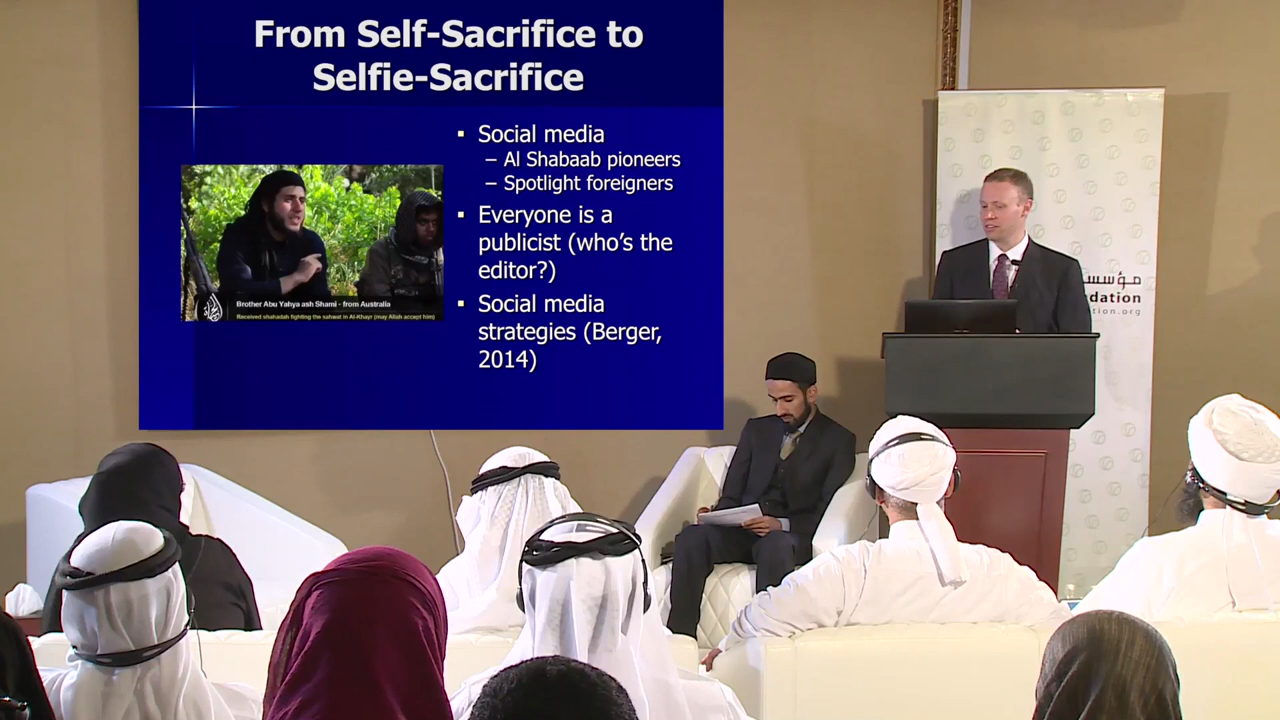 From Self-Sacrifice to
Selfie-Sacrifice
▪ Social media
– Al Shabaab pioneers
– Spotlight foreigners
▪ Everyone is a
publicist (who's the
editor?)
▪ Social media
strategies (Berger,
2014)
Brother Abu Yahya ash Shami - from Australia
Received shahadah fighting the sahwat in Al-Khayr (may Allah accept him)
مؤسس
dation
tion.org